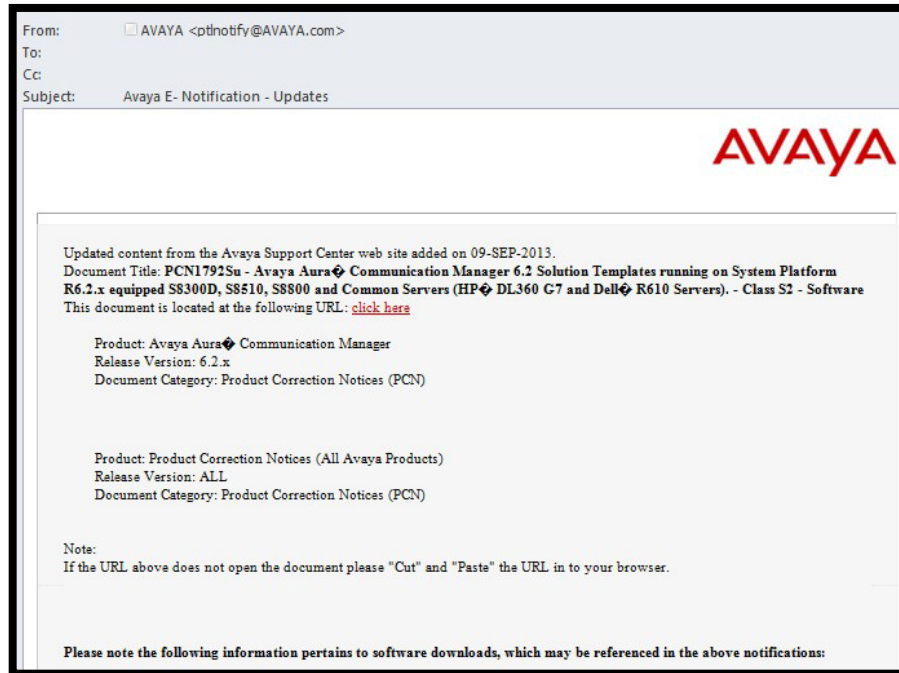 From: AVAYA <ptlnotify@AVAYA.com>
To:
Cc:
Subject: Avaya E- Notification - Updates
AVAYA
Updated content from the Avaya Support Center web site added on 09-SEP-2013.
Document Title: PCN1792Su - Avaya Aura� Communication Manager 6.2 Solution Templates running on System Platform
R6.2.x equipped S8300D, S8510, S8800 and Common Servers (HP� DL360 G7 and Dell� R610 Servers). - Class S2 - Software
This document is located at the following URL: click here
Product: Avaya Aura� Communication Manager
Release Version: 6.2.x
Document Category: Product Correction Notices (PCN)
Product: Product Correction Notices (All Avaya Products)
Release Version: ALL
Document Category: Product Correction Notices (PCN)
Note:
If the URL above does not open the document please "Cut" and "Paste" the URL in to your browser.
Please note the following information pertains to software downloads, which may be referenced in the above notifications: